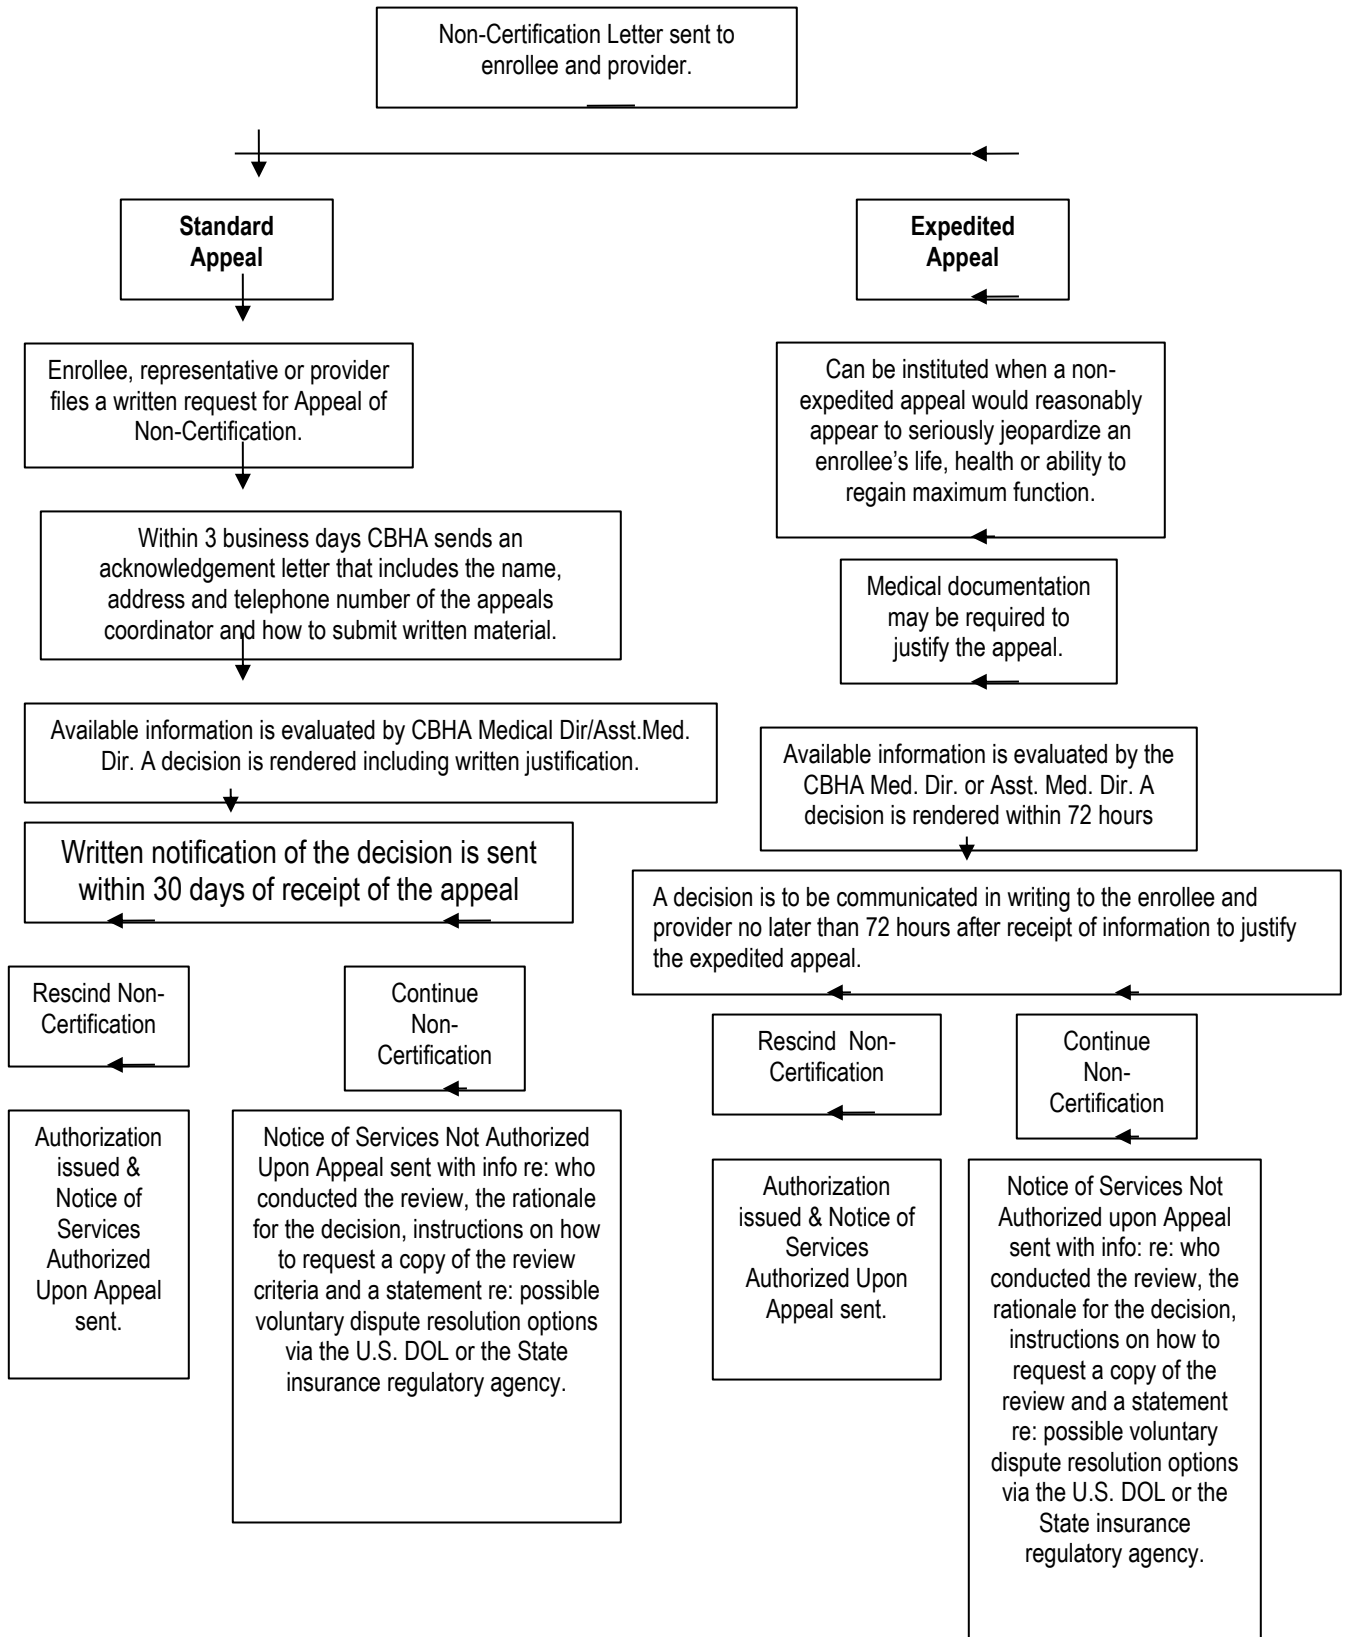 Non-Certification Letter sent to
enrollee and provider.
Standard
Appeal
Enrollee, representative or provider
files a written request for Appeal of
Non-Certification.
Within 3 business days CBHA sends an
acknowledgement letter that includes the name,
address and telephone number of the appeals
coordinator and how to submit written material.
Available information is evaluated by CBHA Medical Dir/Asst.Med.
Dir. A decision is rendered including written justification.
Written notification of the decision is sent
within 30 days of receipt of the appeal
Rescind Non-
Certification
Authorization
issued &
Notice of
Services
Authorized
Upon Appeal
sent.
Continue
Non-
Certification
Notice of Services Not Authorized
Upon Appeal sent with info re: who
conducted the review, the rationale
for the decision, instructions on how
to request a copy of the review
criteria and a statement re: possible
voluntary dispute resolution options
via the U.S. DOL or the State
insurance regulatory agency.
Expedited
Appeal
Can be instituted when a non-
expedited appeal would reasonably
appear to seriously jeopardize an
enrollee’s life, health or ability to
regain maximum function.
Medical documentation
may be required to
justify the appeal.
Available information is evaluated by the
CBHA Med. Dir. or Asst. Med. Dir. A
decision is rendered within 72 hours
A decision is to be communicated in writing to the enrollee and
provider no later than 72 hours after receipt of information to justify
the expedited appeal.
Rescind Non-
Certification
Authorization
issued & Notice of
Services
Authorized Upon
Appeal sent.
Continue
Non-
Certification
Notice of Services Not
Authorized upon Appeal
sent with info: re: who
conducted the review, the
rationale for the decision,
instructions on how to
request a copy of the
review and a statement
re: possible voluntary
dispute resolution options
via the U.S. DOL or the
State insurance
regulatory agency.